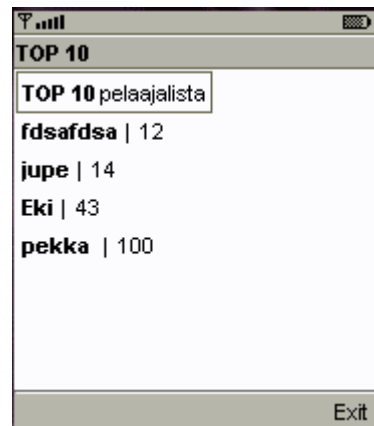 TOP 10
TOP 10 pelaajalista
fdsafdsa | 12
jupe | 14
Eki | 43
pekka | 100
Exit